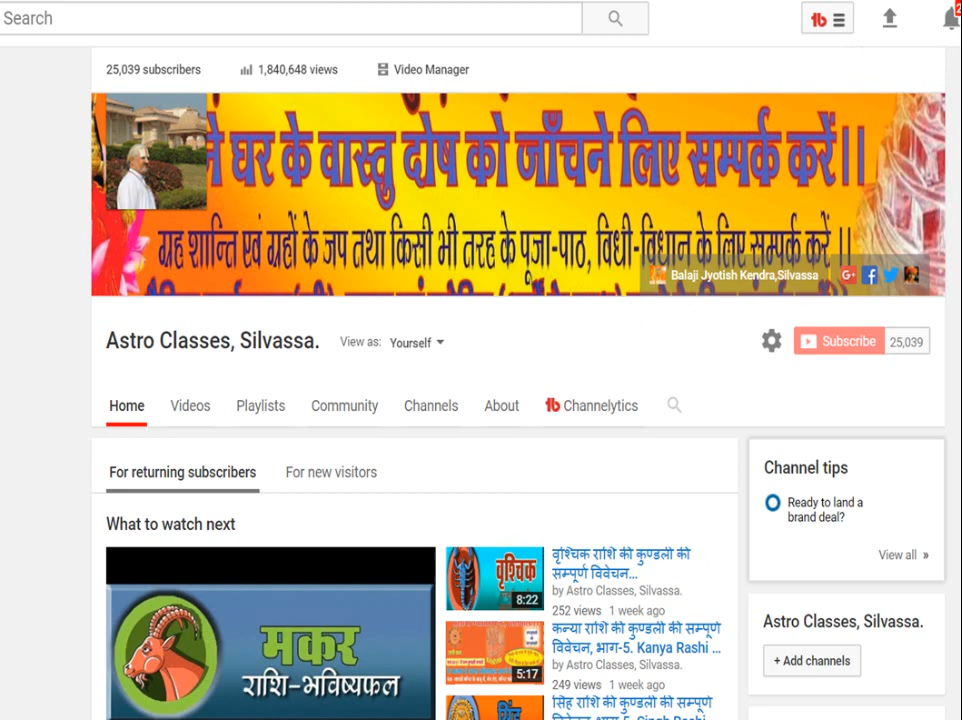 Search
2
25,039 subscribers 1,840,648 views Video Manager
ने घर के वास्तु दोष को जाँचने लिए सम्पर्क करें।।
ग्रह शान्ति एवं ग्रहों के जप तथा किसी भी तरह के पूजा-पाठ, विधी-विधान के लिए सम्पर्क करें ।।
Balaji Jyotish Kendra,Silvassa
Astro Classes, Silvassa. View as: Yourself
Subscribe 25,039
Home Videos Playlists Community Channels About Channelytics
For returning subscribers For new visitors
What to watch next
मकर
राशि-भविष्यफल
वृश्चिक
8:22
वृश्चिक राशि की कुण्डली की
सम्पूर्ण विवेचन...
by Astro Classes, Silvassa.
252 views 1 week ago
5:17
कन्या राशि की कुण्डली की सम्पूर्ण
विवेचन, भाग-5. Kanya Rashi ...
by Astro Classes, Silvassa.
249 views 1 week ago
सिंह राशि की कुण्डली की सम्पूर्ण
Channel tips
Ready to land a
brand deal?
View all »
Astro Classes, Silvassa.
+ Add channels